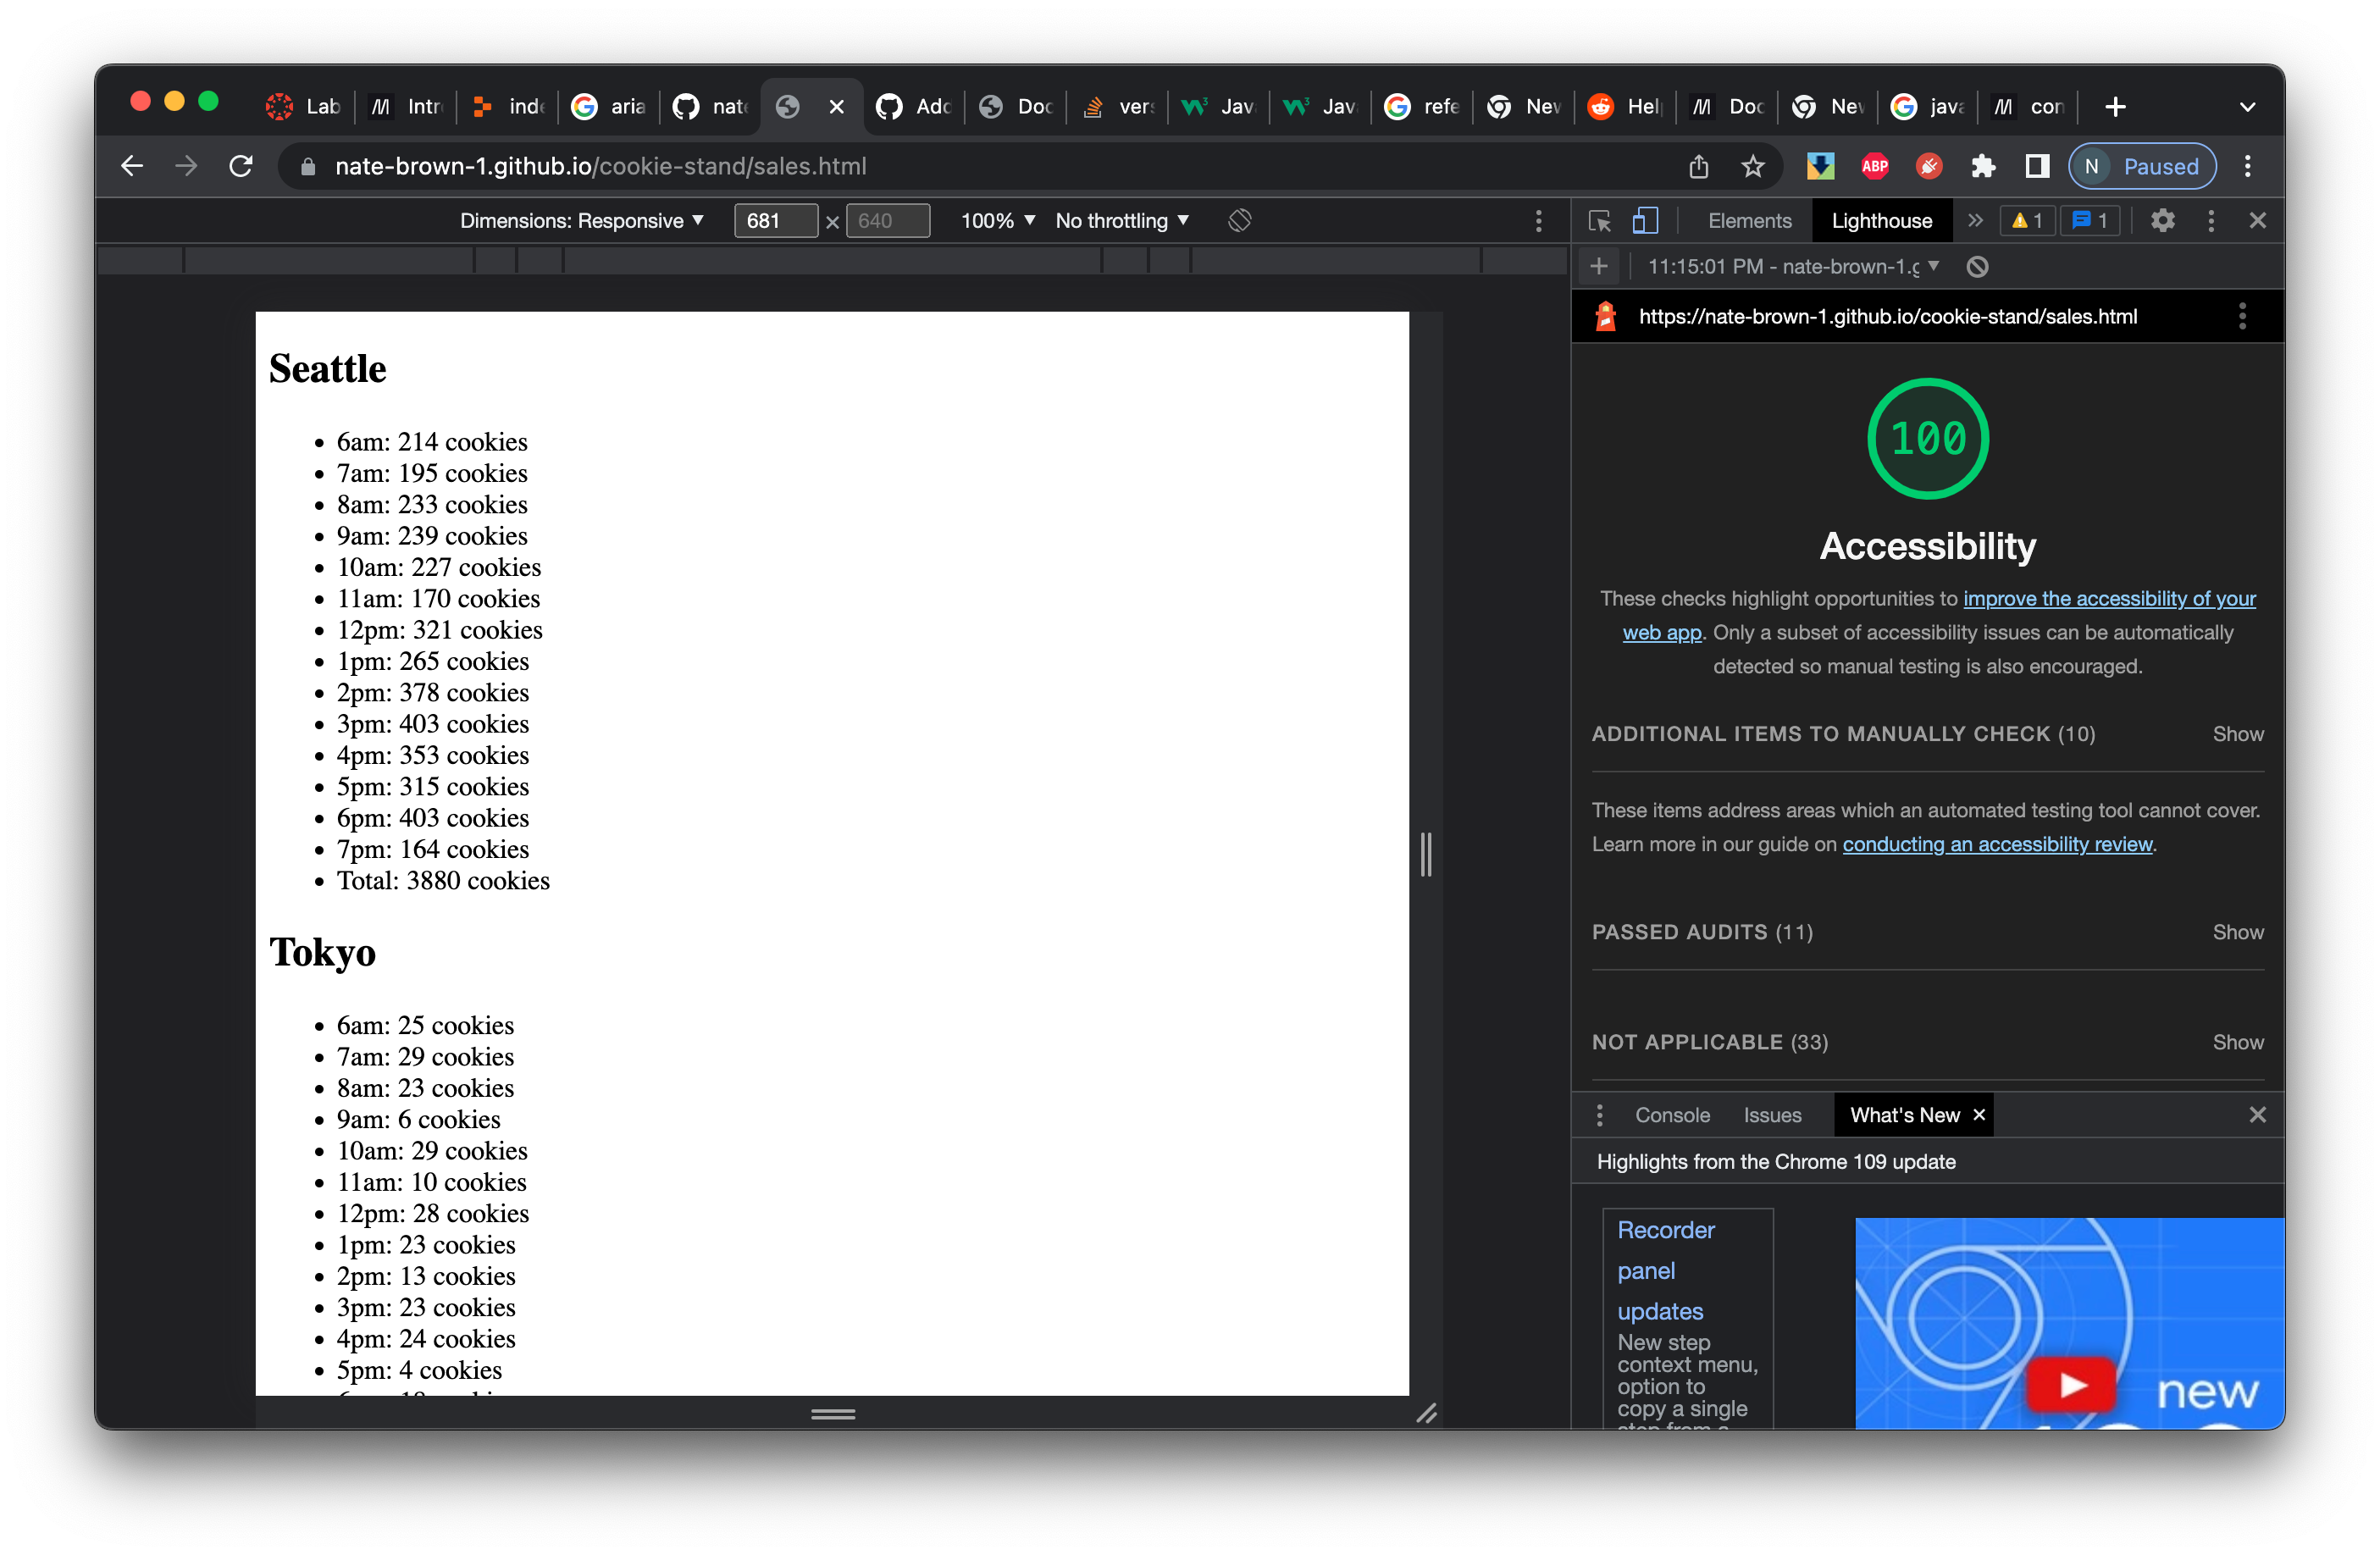 Lab
Intr
inde
aria
nate
Adc
Doc
vers
Jav
Jav
refe
Nev
Hel
Doc
Nev
java
con
nate-brown-1.github.io/cookie-stand/sales.html
ABP
N Paused
Dimensions: Responsive
681 × 640
100%
No throttling
Elements
Lighthouse
1
1
11:15:01 PM - nate-brown-1.g
https://nate-brown-1.github.io/cookie-stand/sales.html
Seattle
6am: 214 cookies
7am: 195 cookies
8am: 233 cookies
9am: 239 cookies
10am: 227 cookies
11am: 170 cookies
12pm: 321 cookies
1pm: 265 cookies
2pm: 378 cookies
3pm: 403 cookies
4pm: 353 cookies
5pm: 315 cookies
6pm: 403 cookies
7pm: 164 cookies
Total: 3880 cookies
Tokyo
6am: 25 cookies
7am: 29 cookies
8am: 23 cookies
9am: 6 cookies
10am: 29 cookies
11am: 10 cookies
12pm: 28 cookies
1pm: 23 cookies
2pm: 13 cookies
3pm: 23 cookies
4pm: 24 cookies
5pm: 4 cookies
100
Accessibility
These checks highlight opportunities to improve the accessibility of your
web app. Only a subset of accessibility issues can be automatically
detected so manual testing is also encouraged.
ADDITIONAL ITEMS TO MANUALLY CHECK (10) Show
These items address areas which an automated testing tool cannot cover.
Learn more in our guide on conducting an accessibility review.
PASSED AUDITS (11) Show
NOT APPLICABLE (33) Show
Console
Issues
What's New
Highlights from the Chrome 109 update
Recorder
panel
updates
New step
context menu,
option to
copy a single
new